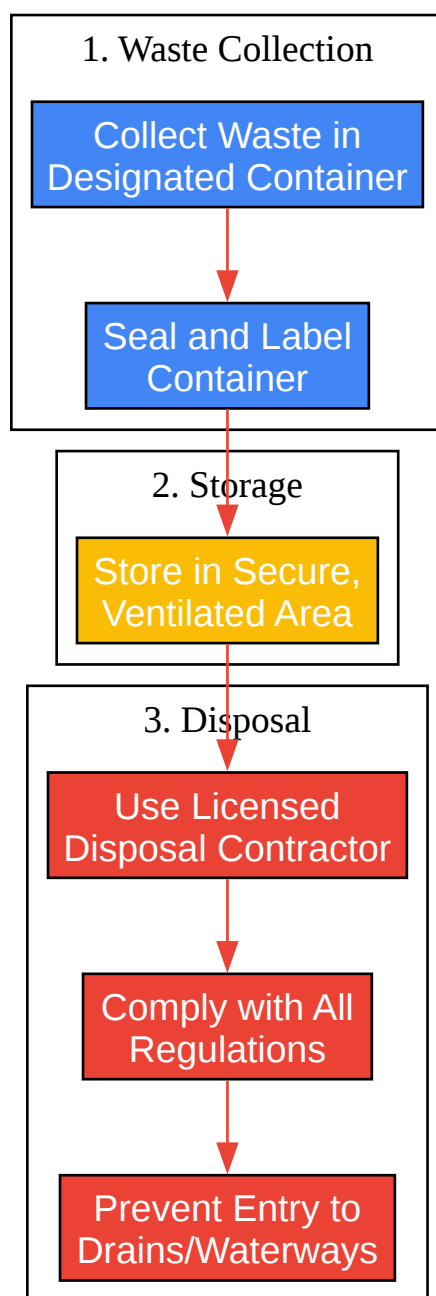 1. Waste Collection
Collect Waste in
Designated Container
Seal and Label
Container
2. Storage
Store in Secure,
Ventilated Area
3. Disposal
Use Licensed
Disposal Contractor
Comply with All
Regulations
Prevent Entry to
Drains/Waterways